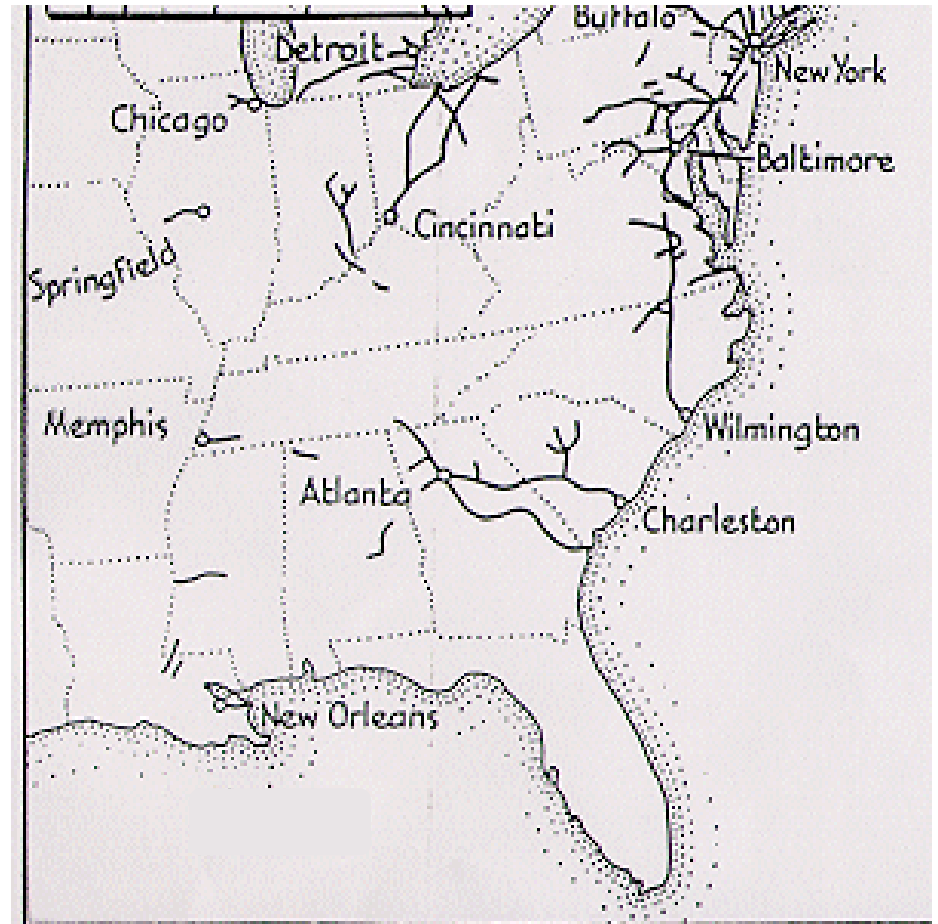 Buffalo
Detroit
New York
Chicago
Baltimore
Cincinnati
Springfield
Memphis
Wilmington
Atlanta
Charleston
New Orleans